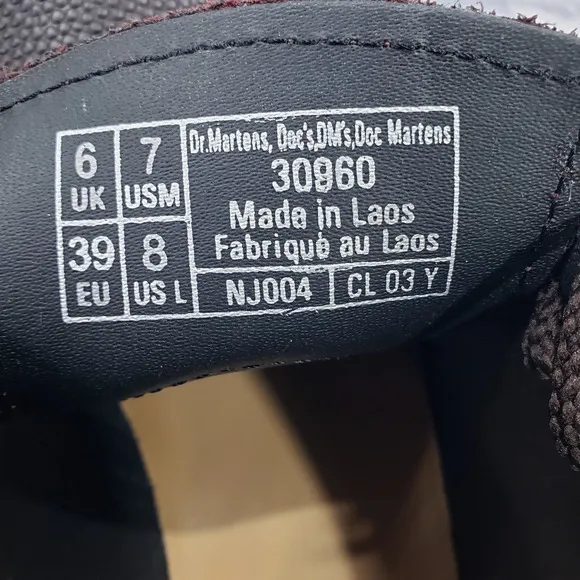 6 UK
7 USM
39 EU
8 US L
Dr.Martens, Doc's,DM's,Doc Martens
30960
Made in Laos
Fabriqué au Laos
NJ004
CL 03 Y